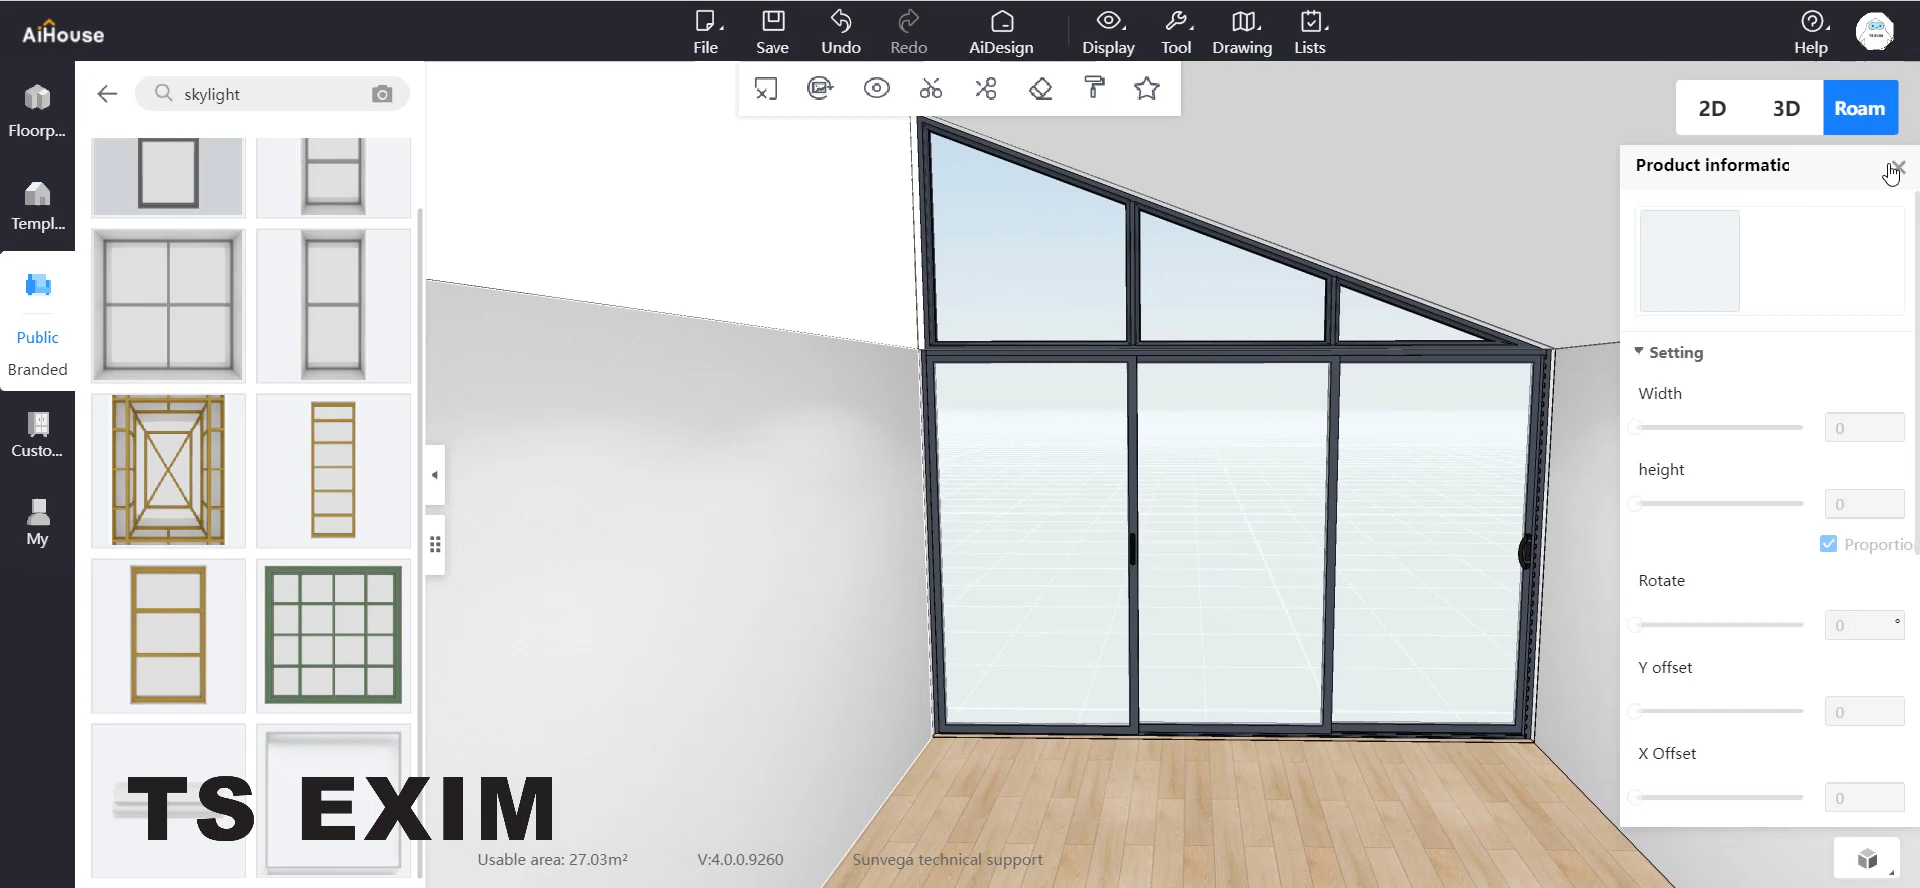 AiHouse
File
Save
Undo
Redo
AiDesign
Display
Tool
Drawing
Lists
Help
TS EXIM
Floorp...
Templ...
Public
Branded
Custo...
My
skylight
2D
3D
Roam
Product informatic
Setting
Width
0
height
0
Proportio
Rotate
0 °
Y offset
0
X Offset
0
TS EXIM
Usable area: 27.03m²
V:4.0.0.9260
Sunvega technical support